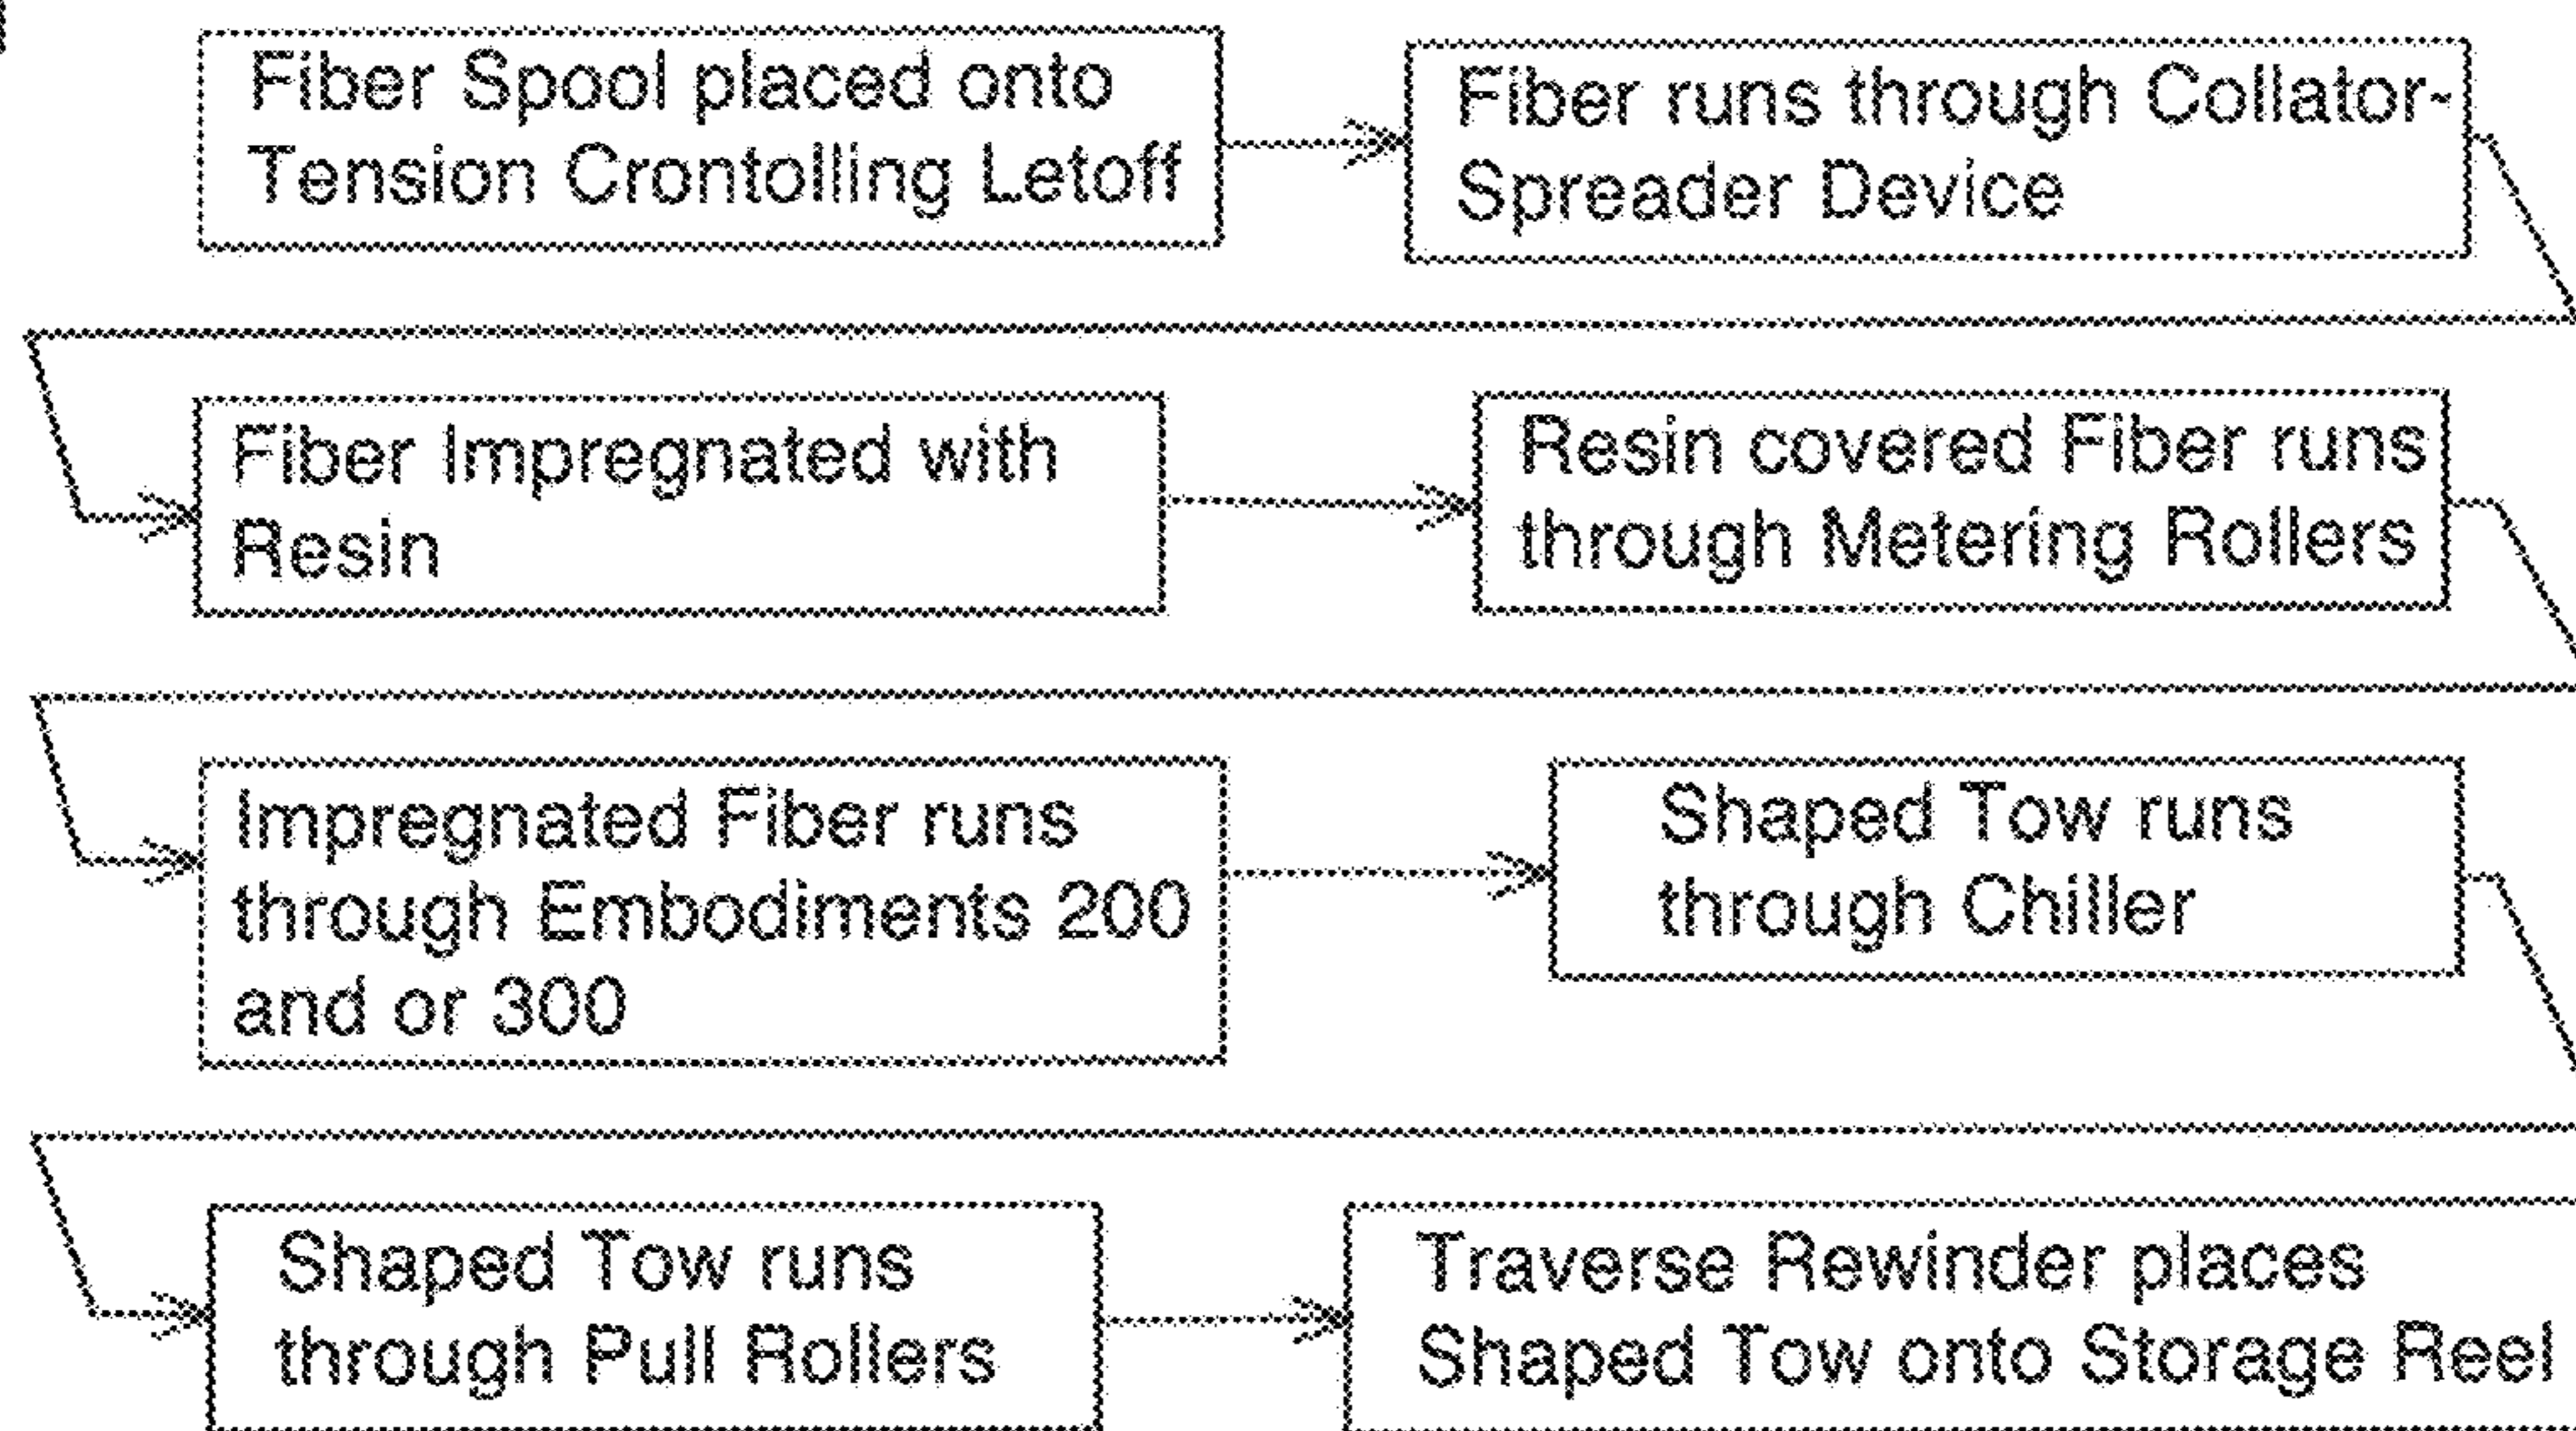 Fiber Spool placed onto
Tension Crontolling Letoff
Fiber runs through Collator-
Spreader Device
Fiber Impregnated with
Resin
Resin covered Fiber runs
through Metering Rollers
Impregnated Fiber runs
through Embodiments 200
and or 300
Shaped Tow runs
through Chiller
Shaped Tow runs
through Pull Rollers
Traverse Rewinder places
Shaped Tow onto Storage Reel